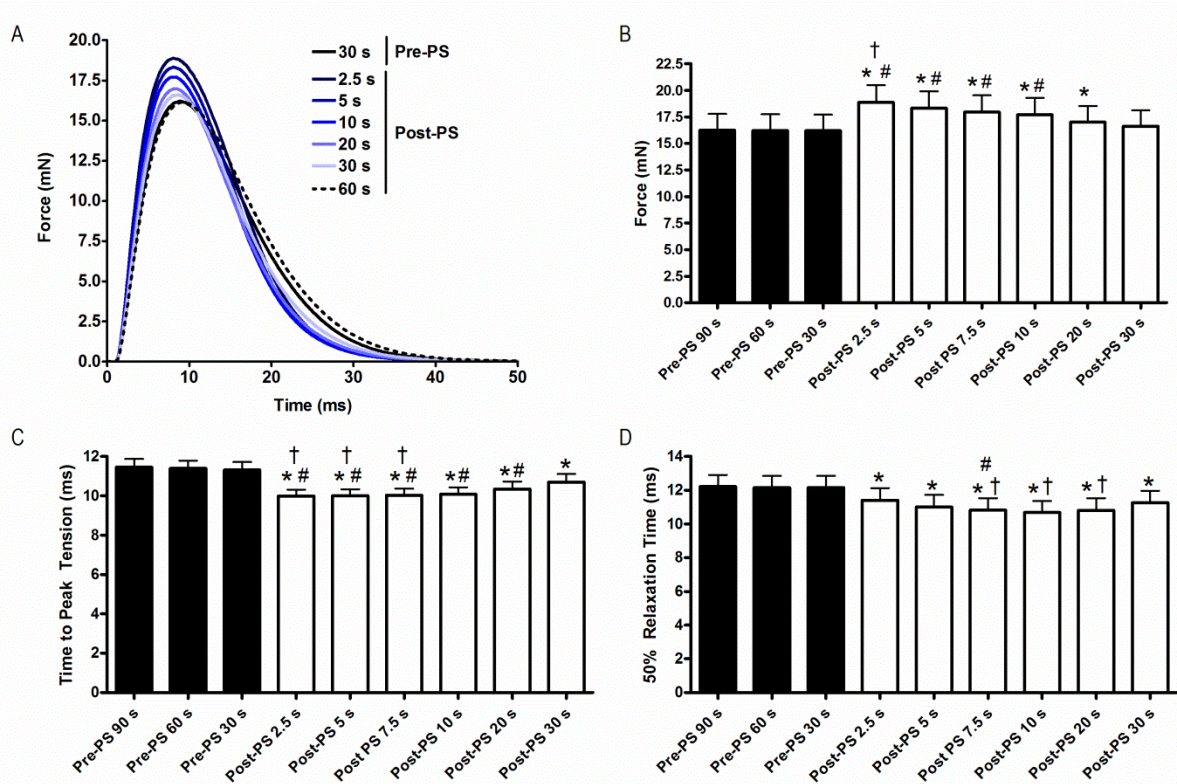 A
20.0
17.5
15.0
12.5
10.0
7.5
5.0
2.5
0.0
Force (mN)
0 10 20 30 40 50
Time (ms)
30 s Pre-PS
2.5 s
5 s
10 s
20 s
30 s
60 s
Post-PS
B
22.5
20.0
17.5
15.0
12.5
10.0
7.5
5.0
2.5
0.0
Force (mN)
†
*# *# *# *# *
Pre-PS 90 s
Pre-PS 60 s
Pre-PS 30 s
Post-PS 2.5 s
Post-PS 5 s
Post PS 7.5 s
Post-PS 10 s
Post-PS 20 s
Post-PS 30 s
C
12
10
8
6
4
2
0
Time to Peak Tension (ms)
† † †
*# *# *# *# *# *
Pre-PS 90 s
Pre-PS 60 s
Pre-PS 30 s
Post-PS 2.5 s
Post-PS 5 s
Post PS 7.5 s
Post-PS 10 s
Post-PS 20 s
Post-PS 30 s
D
14
12
10
8
6
4
2
0
50% Relaxation Time (ms)
#
* * *† *† *† *
Pre-PS 90 s
Pre-PS 60 s
Pre-PS 30 s
Post-PS 2.5 s
Post-PS 5 s
Post PS 7.5 s
Post-PS 10 s
Post-PS 20 s
Post-PS 30 s